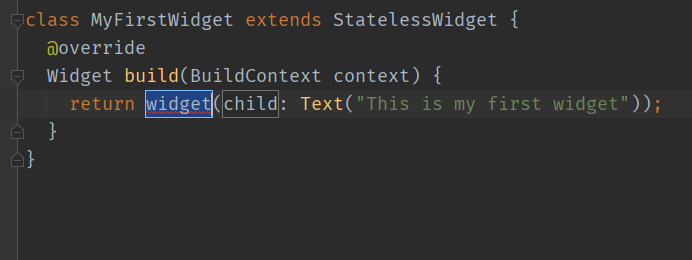 class MyFirstWidget extends StatelessWidget {
@override
Widget build(BuildContext context) {
return widget(child: Text("This is my first widget"));
}
}